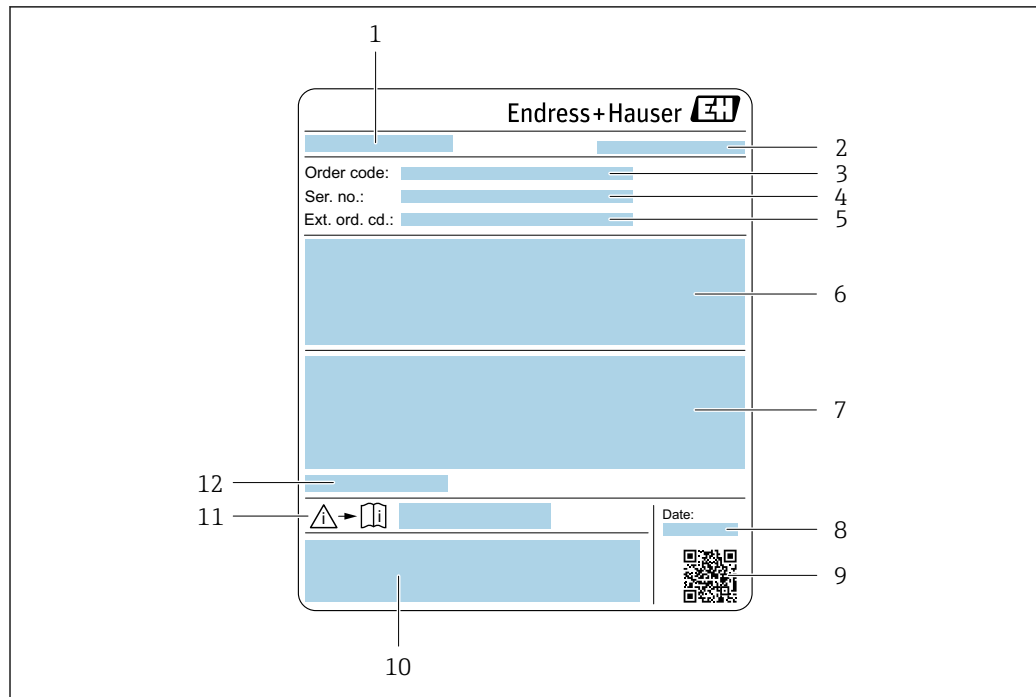 1
Endress+Hauser EH
2
Order code:
3
Ser. no.:
4
Ext. ord. cd.:
5
6
7
12
11
i
i
Date:
8
9
10